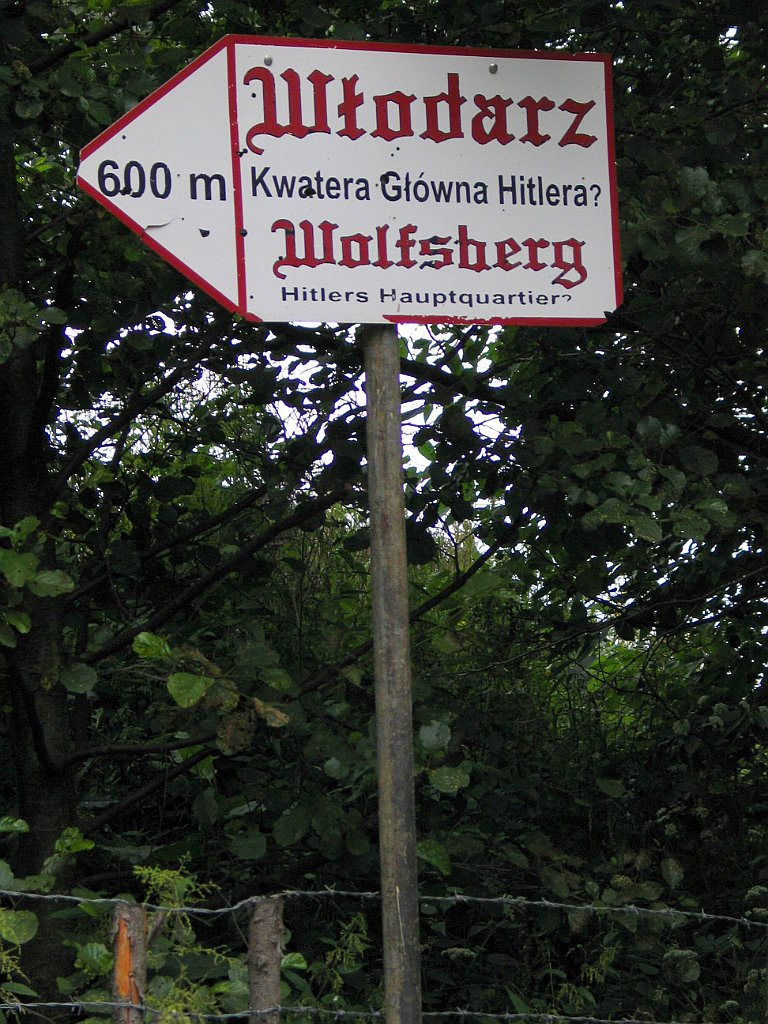 600 m
Włodarz
Kwatera Główna Hitlera?
Wolfsberg
Hitlers Hauptquartier?